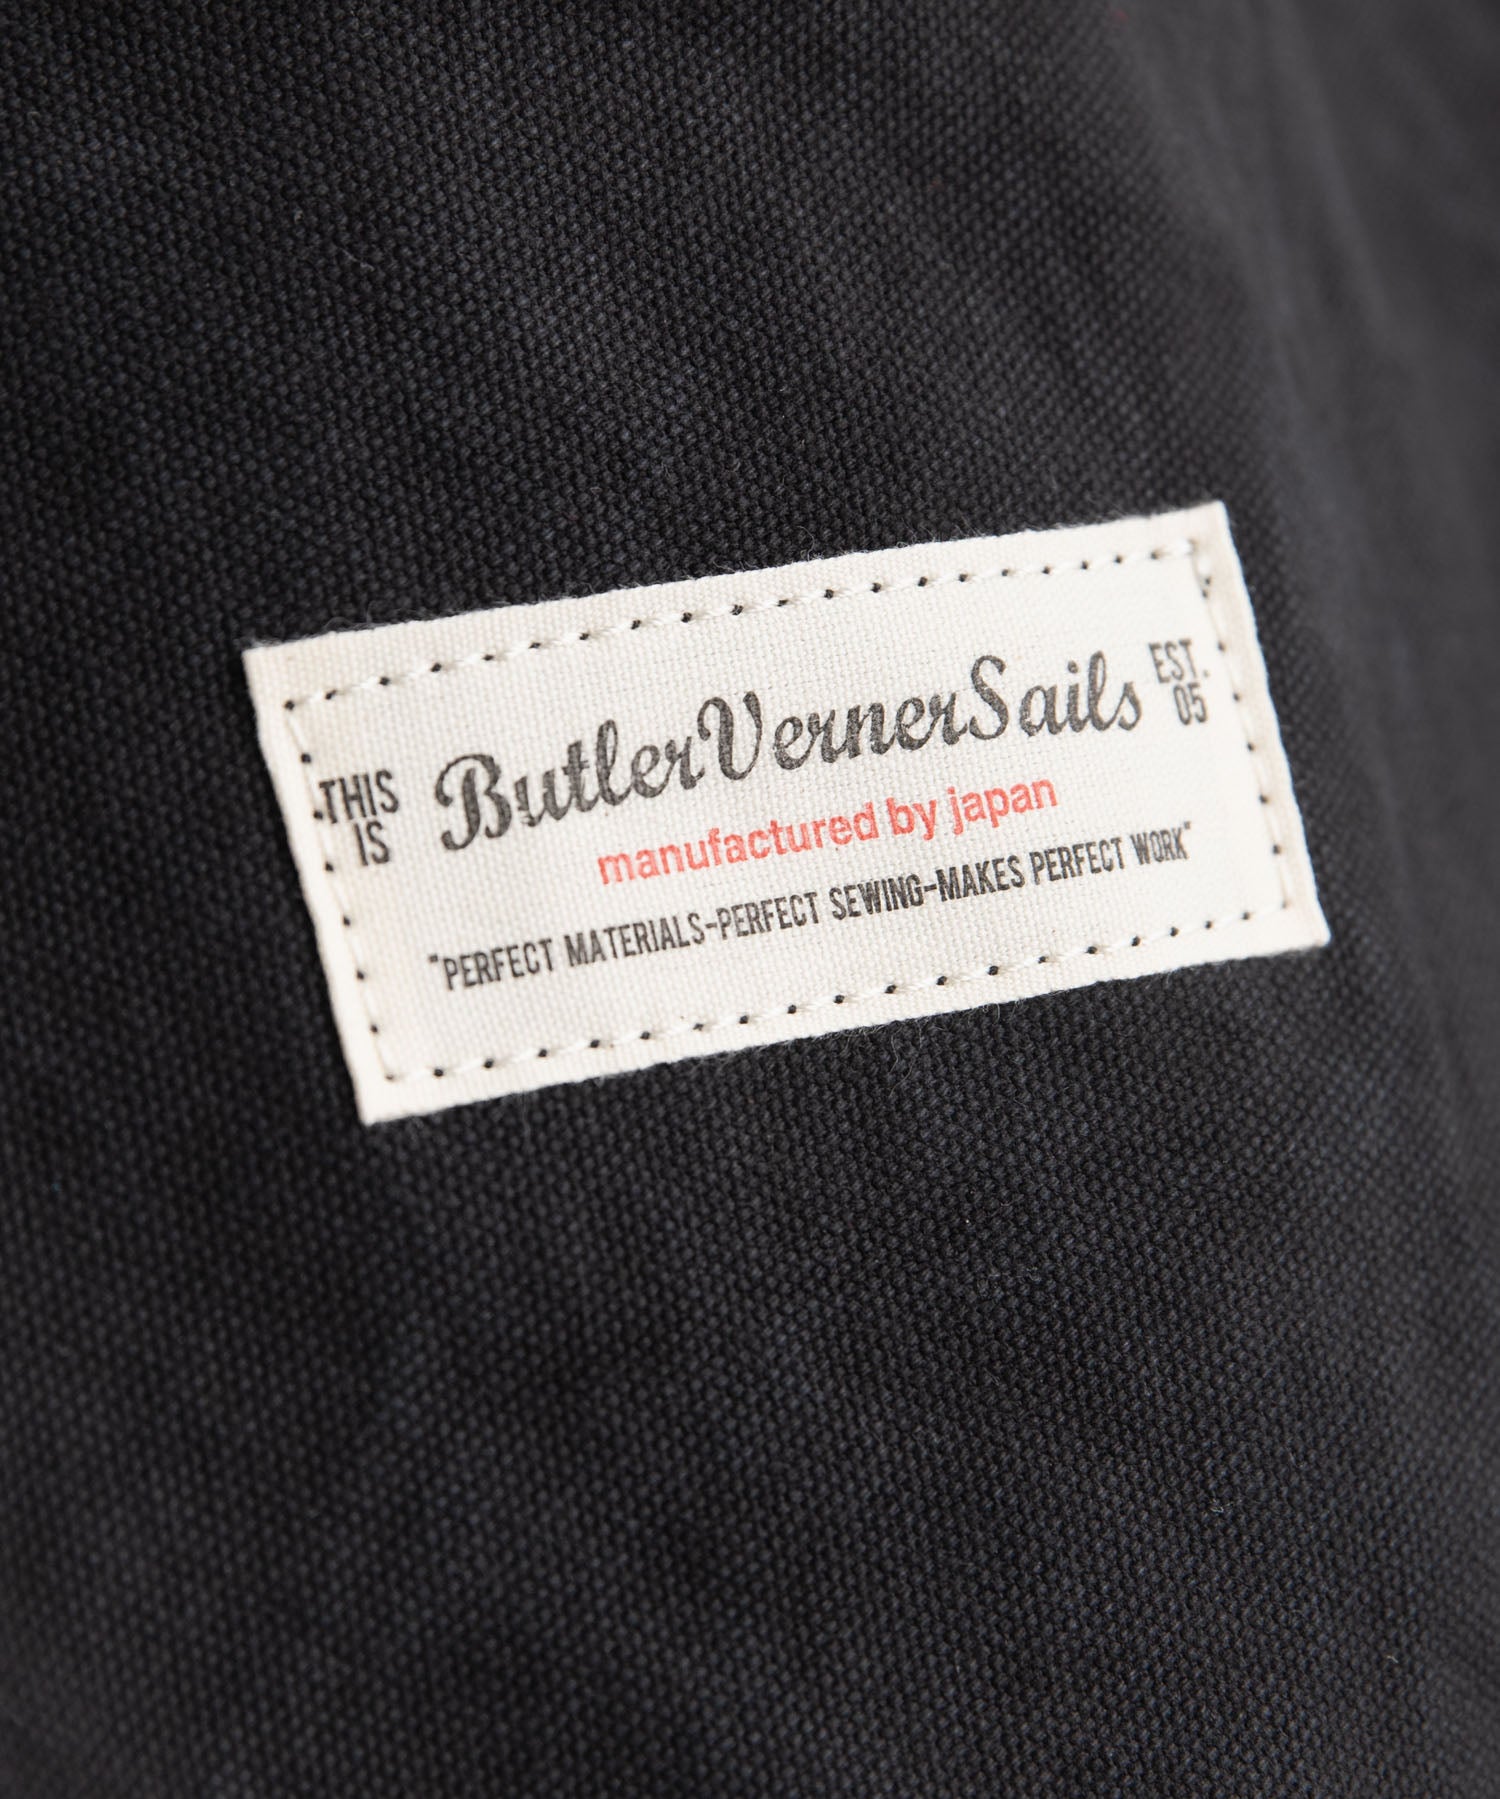 THIS
IS
ButlerVernerSails
EST.
05
manufactured by japan
"PERFECT MATERIALS-PERFECT SEWING-MAKES PERFECT WORK"